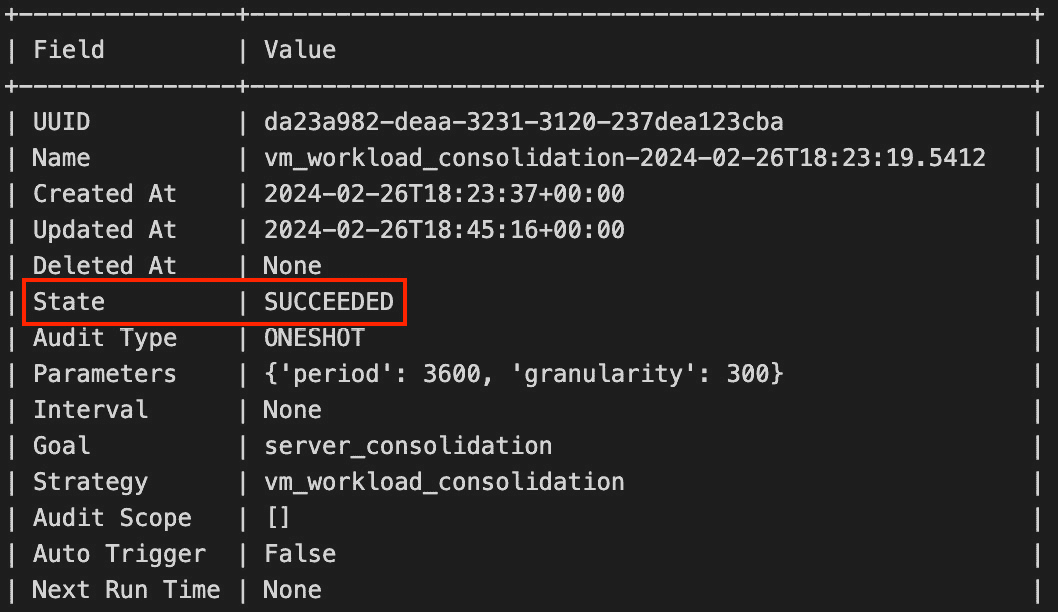 +---------------+------------------------------------------------------+
| Field         | Value                                                |
+---------------+------------------------------------------------------+
| UUID          | da23a982-deaa-3231-3120-237dea123cba                 |
| Name          | vm_workload_consolidation-2024-02-26T18:23:19.5412   |
| Created At    | 2024-02-26T18:23:37+00:00                            |
| Updated At    | 2024-02-26T18:45:16+00:00                            |
| Deleted At    | None                                                 |
| State         | SUCCEEDED                                            |
| Audit Type    | ONESHOT                                              |
| Parameters    | {'period': 3600, 'granularity': 300}                 |
| Interval      | None                                                 |
| Goal          | server_consolidation                                 |
| Strategy      | vm_workload_consolidation                            |
| Audit Scope   | []                                                   |
| Auto Trigger  | False                                                |
| Next Run Time | None                                                 |